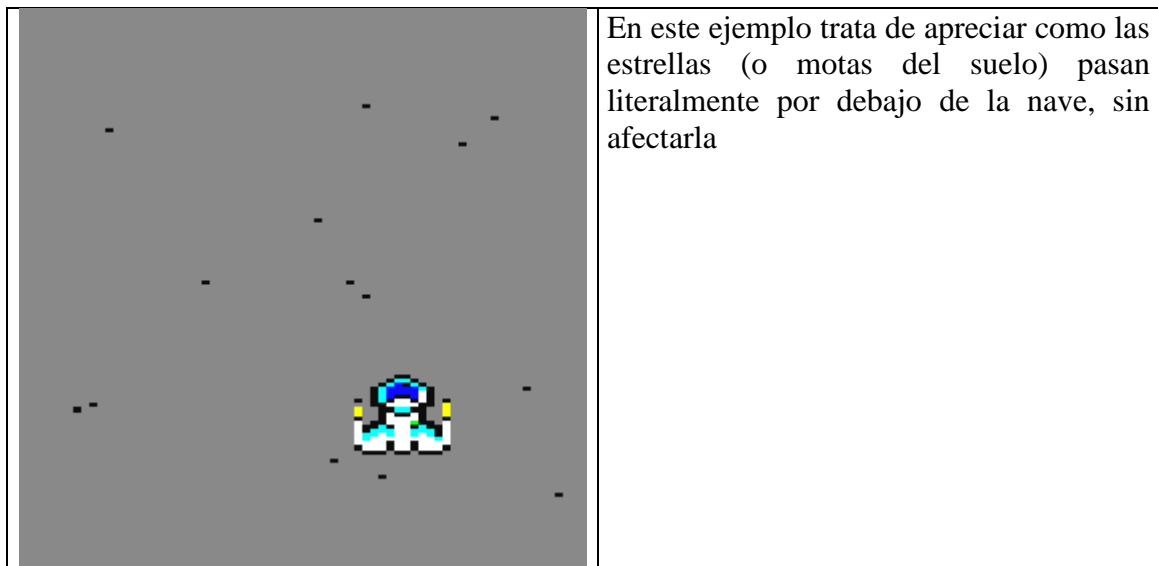 En este ejemplo trata de apreciar como las
estrellas (o motas del suelo) pasan
literalmente por debajo de la nave, sin
afectarla